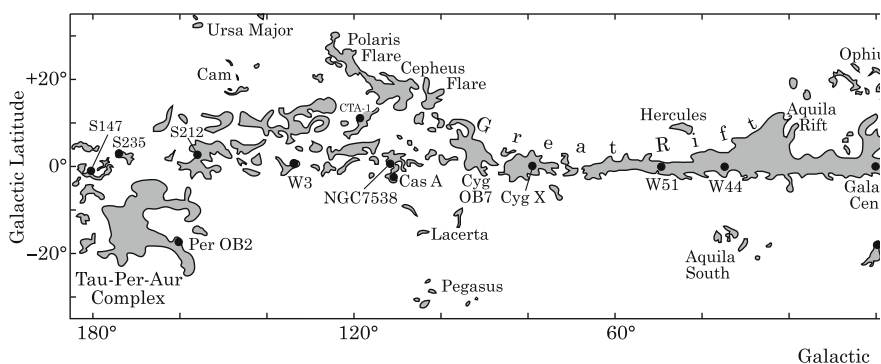 Ursa Major
Polaris
Flare
Cepheus
Flare
Cam
CTA-1
Ophiu
Hercules
Aquila
Rift
Great Rift
S147
S235
S212
W3
NGC7538
Cas A
Cyg
OB7
Cyg X
W51
W44
Gala
Cen
Per OB2
Lacerta
Aquila
South
Tau-Per-Aur
Complex
Pegasus
Galactic Latitude
+20°
0°
−20°
180°
120°
60°
Galactic